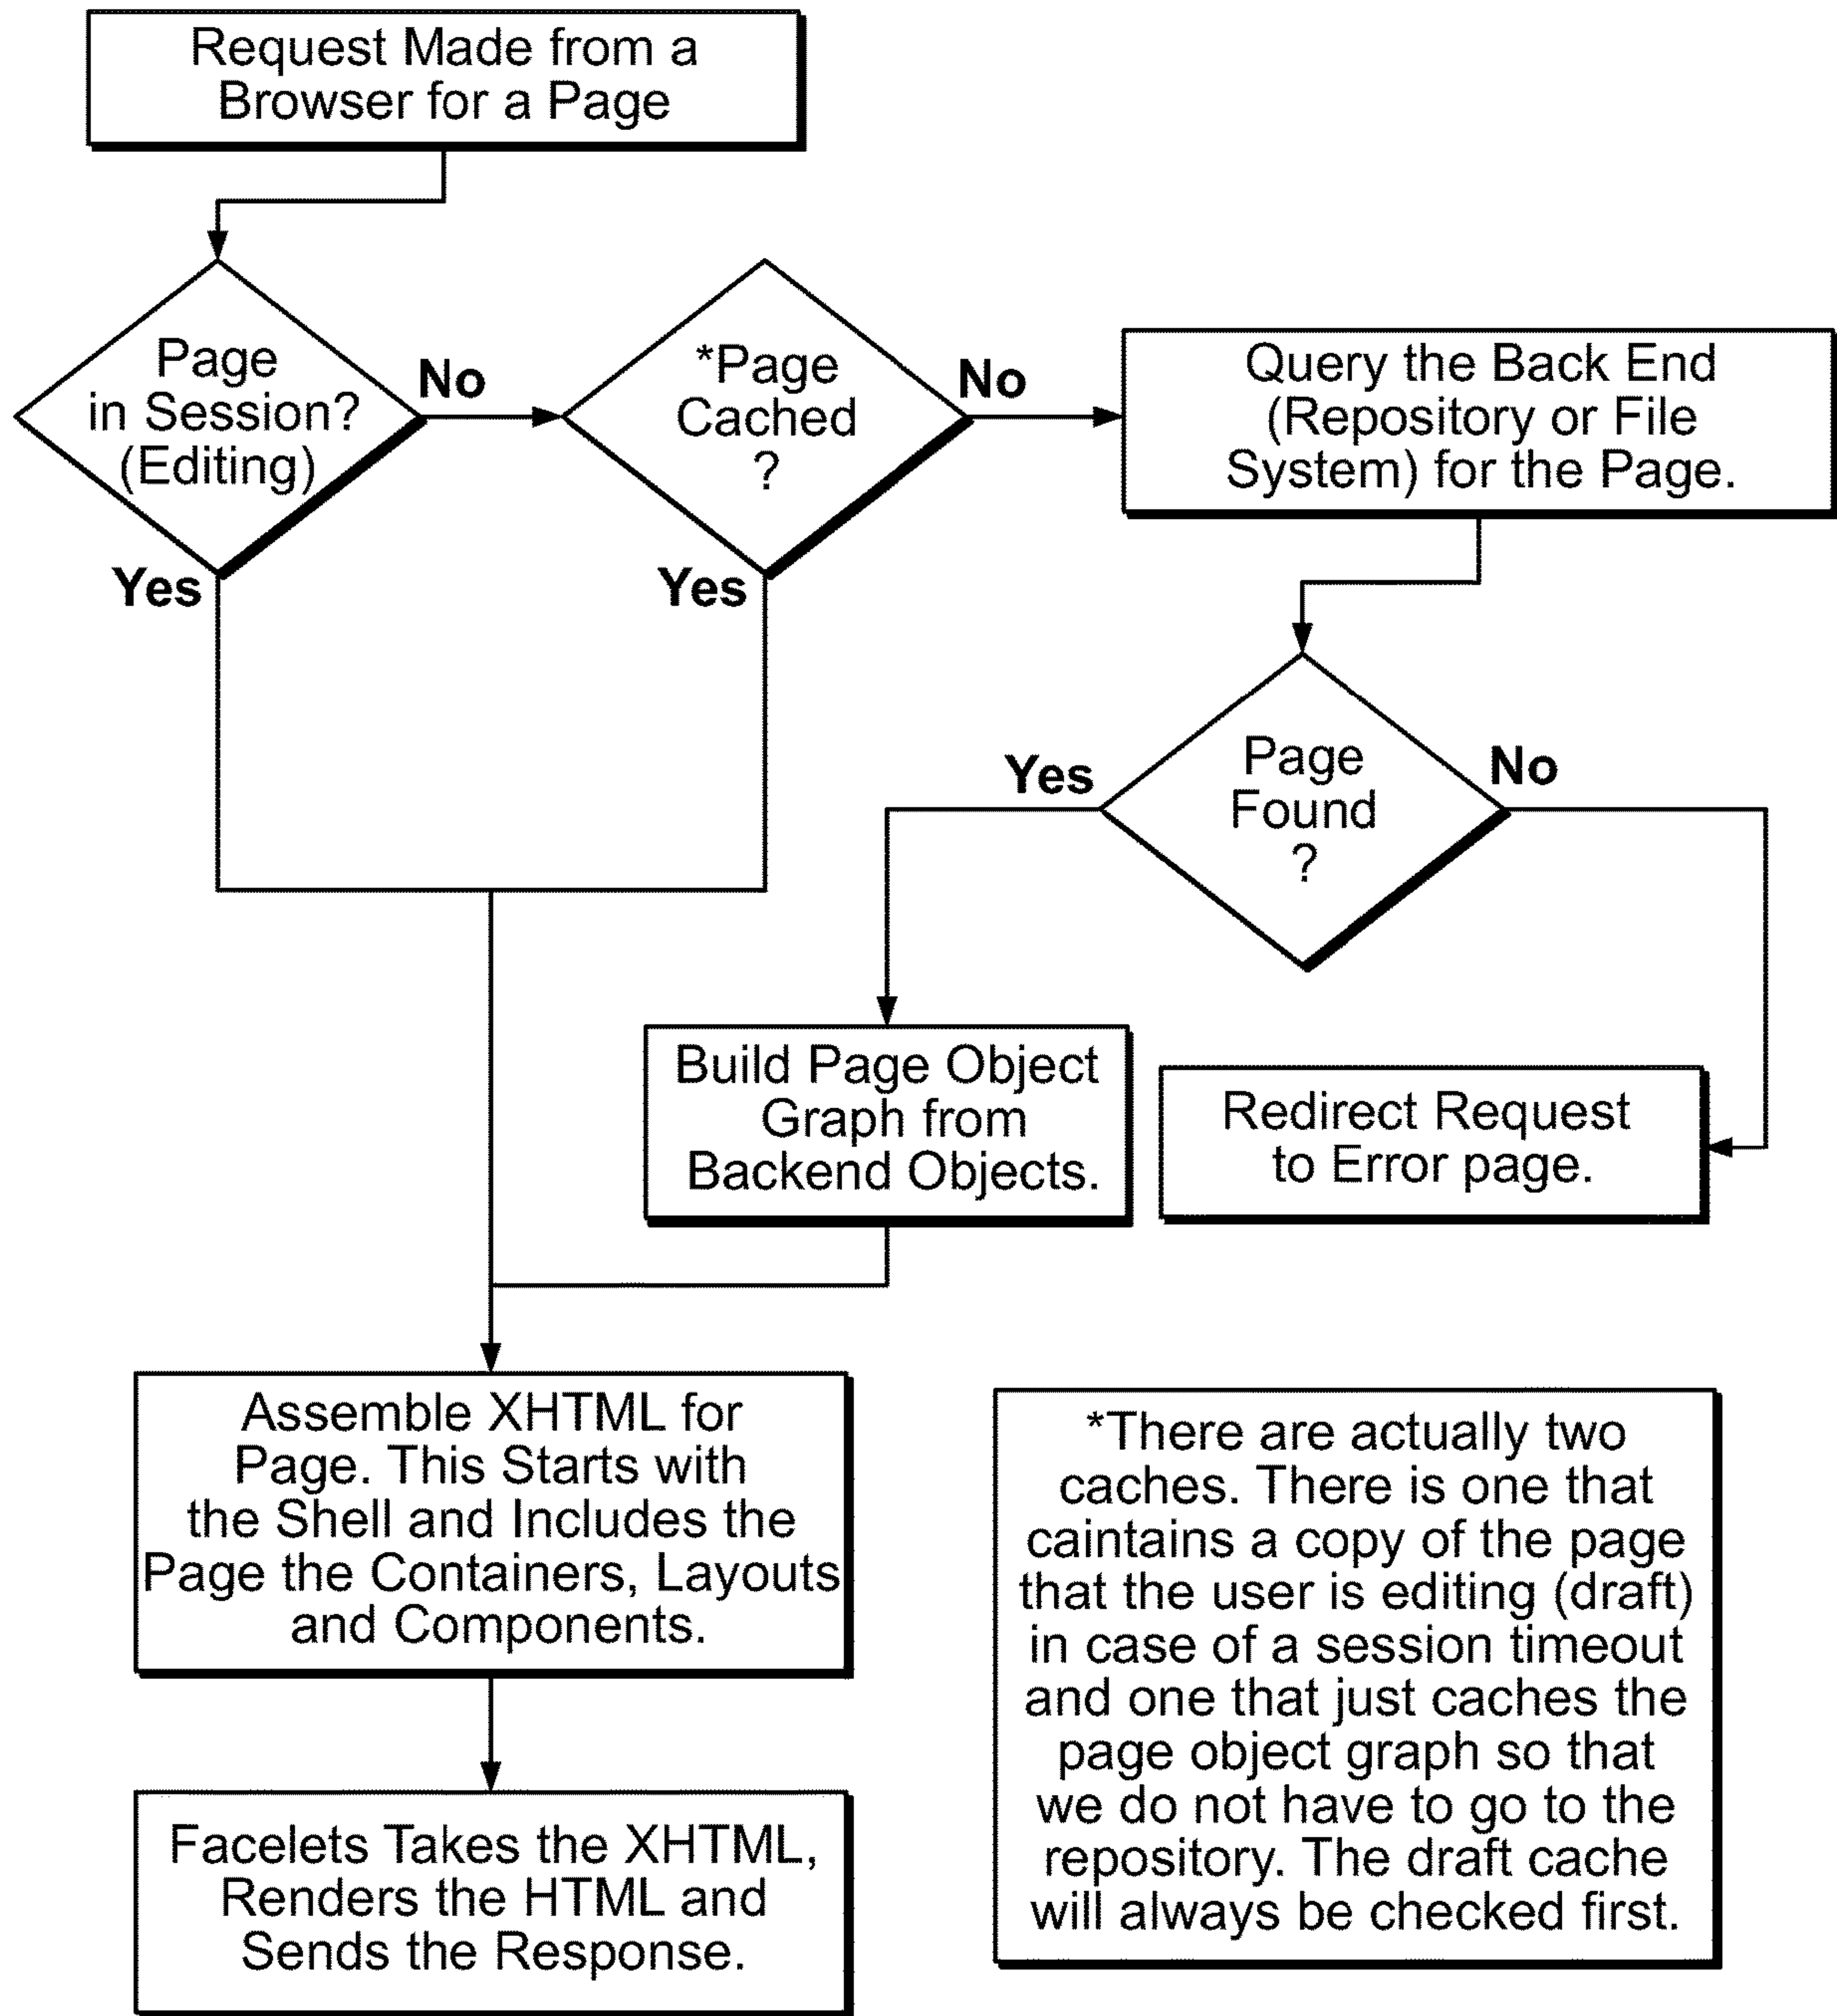 Request Made from a
Browser for a Page
Page
in Session?
(Editing)
No
Yes
*Page
Cached
?
No
Yes
Query the Back End
(Repository or File
System) for the Page.
Page
Found
?
Yes
No
Build Page Object
Graph from
Backend Objects.
Redirect Request
to Error page.
Assemble XHTML for
Page. This Starts with
the Shell and Includes the
Page the Containers, Layouts
and Components.
Facelets Takes the XHTML,
Renders the HTML and
Sends the Response.
*There are actually two
caches. There is one that
caintains a copy of the page
that the user is editing (draft)
in case of a session timeout
and one that just caches the
page object graph so that
we do not have to go to the
repository. The draft cache
will always be checked first.